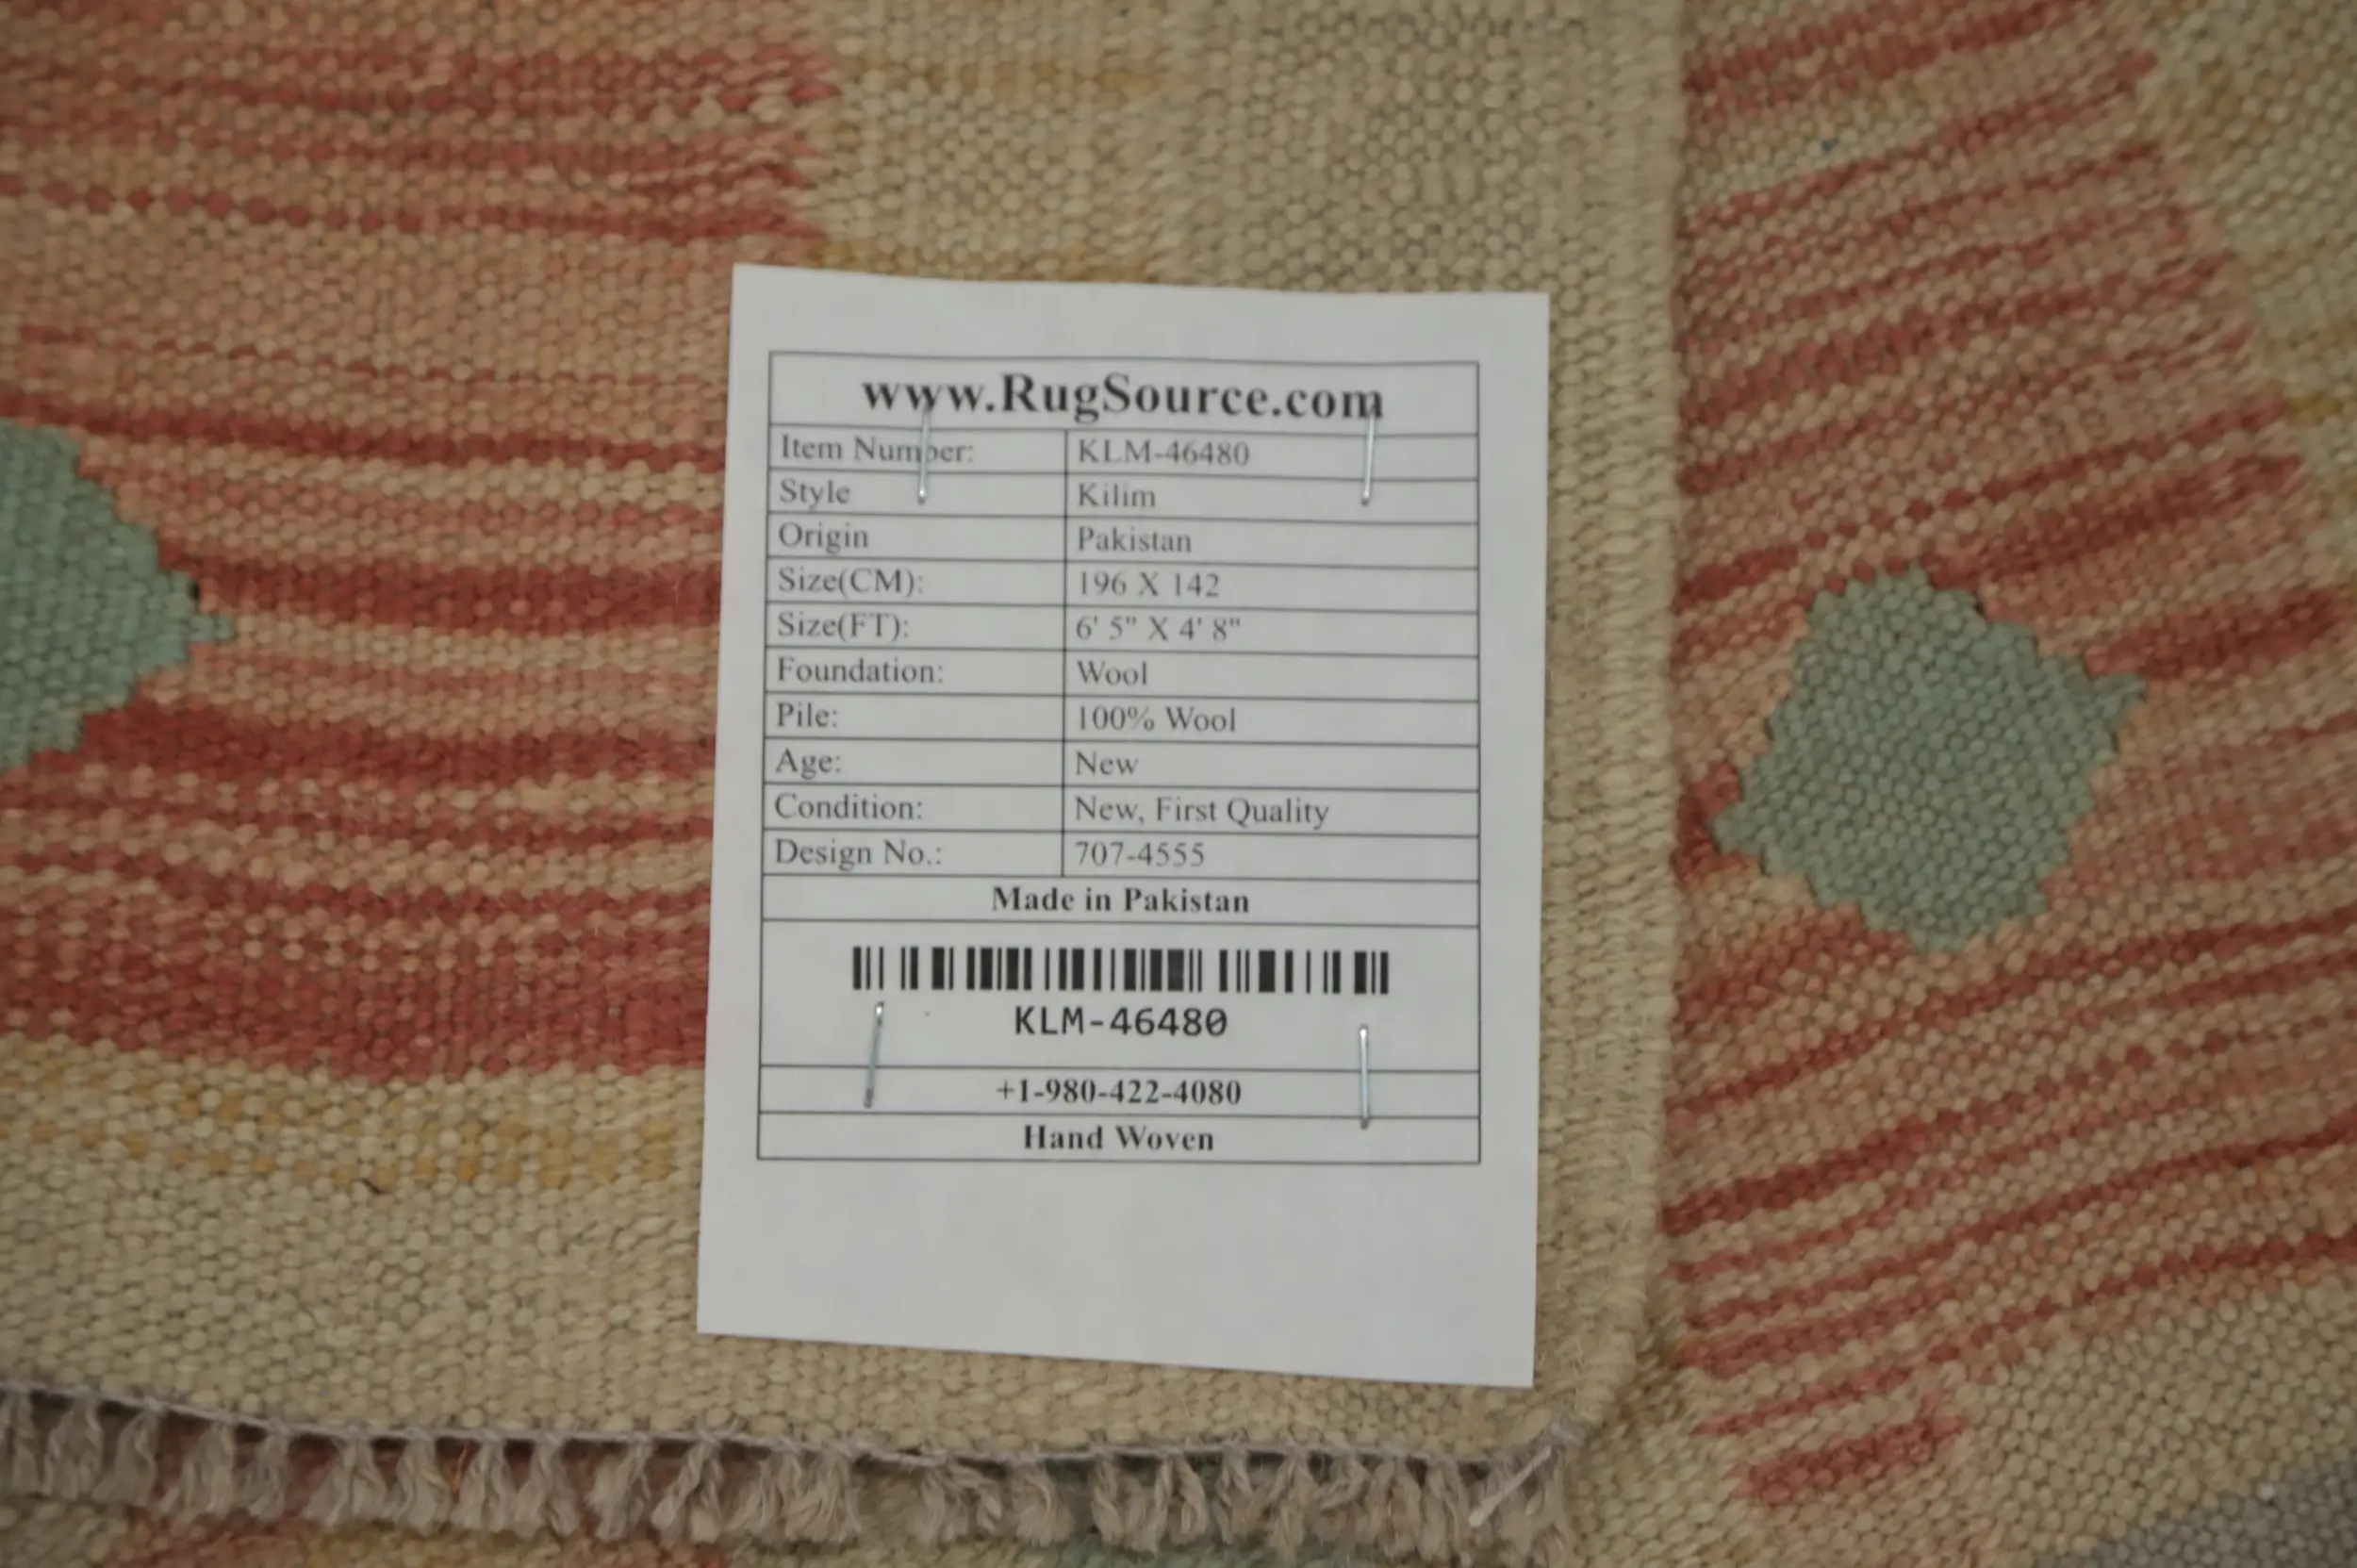 www.RugSource.com
Item Number: KLM-46480
Style Kilim
Origin Pakistan
Size(CM): 196 X 142
Size(FT): 6' 5" X 4' 8"
Foundation: Wool
Pile: 100% Wool
Age: New
Condition: New, First Quality
Design No.: 707-4555
Made in Pakistan
KLM-46480
+1-980-422-4080
Hand Woven